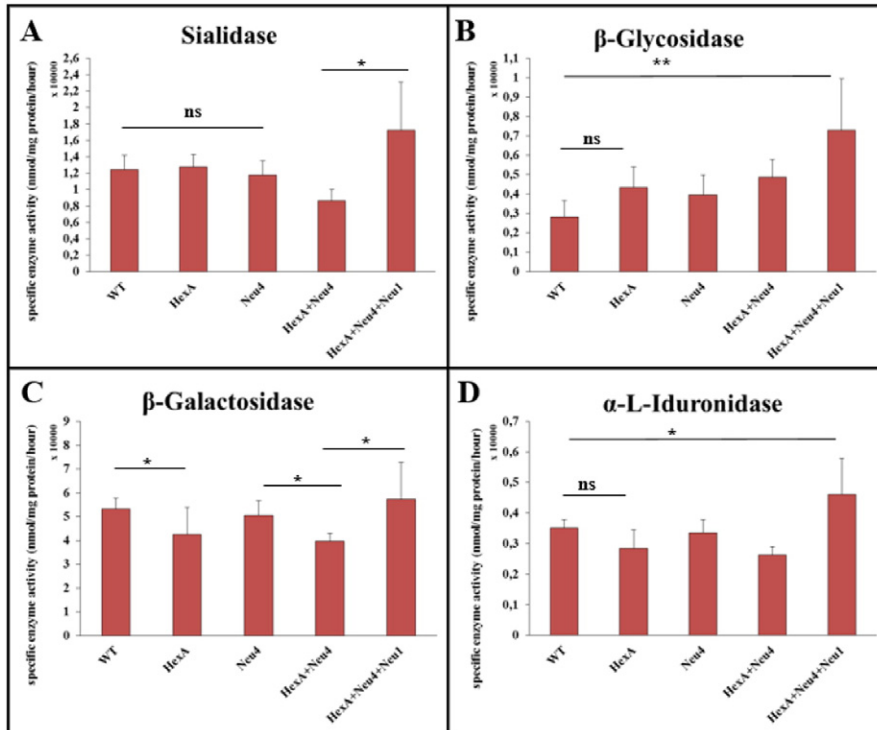 A
Sialidase
specific enzyme activity (nmol/mg protein/hour)
x 10000
2,6
2,4
2,2
2
1,8
1,6
1,4
1,2
1
0,8
0,6
0,4
0,2
0
ns
*
WT
HexA
Neu4
HexA+Neu4
HexA+Neu4+Neu1
B
β-Glycosidase
specific enzyme activity (nmol/mg protein/hour)
x 10000
1,1
1
0,9
0,8
0,7
0,6
0,5
0,4
0,3
0,2
0,1
0
**
ns
WT
HexA
Neu4
HexA+Neu4
HexA+Neu4+Neu1
C
β-Galactosidase
specific enzyme activity (nmol/mg protein/hour)
x 10000
9
8
7
6
5
4
3
2
1
0
*
*
*
WT
HexA
Neu4
HexA+Neu4
HexA+Neu4+Neu1
D
α-L-Iduronidase
specific enzyme activity (nmol/mg protein/hour)
x 10000
0,7
0,6
0,5
0,4
0,3
0,2
0,1
0
*
ns
WT
HexA
Neu4
HexA+Neu4
HexA+Neu4+Neu1